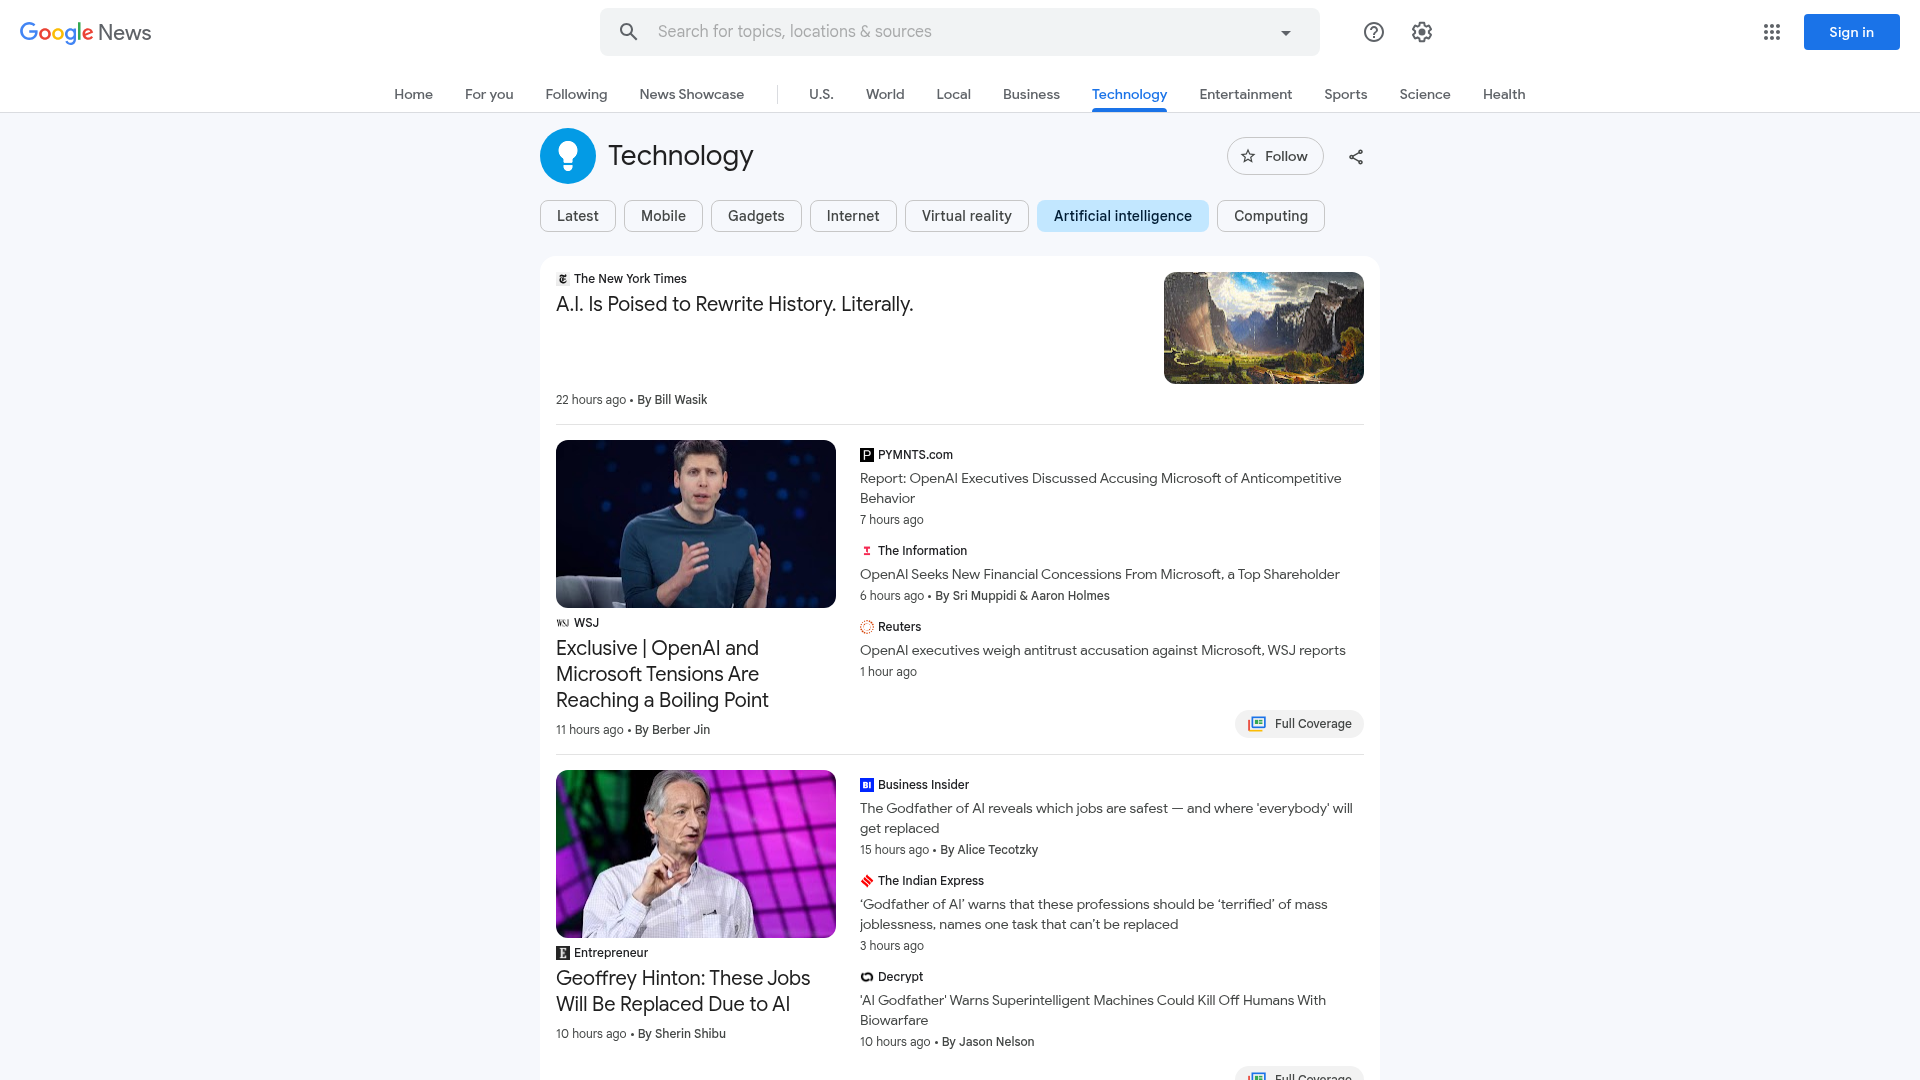 Google News
Search for topics, locations & sources
Sign in
Home
For you
Following
News Showcase
U.S.
World
Local
Business
Technology
Entertainment
Sports
Science
Health
Technology
Follow
Latest
Mobile
Gadgets
Internet
Virtual reality
Artificial intelligence
Computing
The New York Times
A.I. Is Poised to Rewrite History. Literally.
22 hours ago • By Bill Wasik
WSJ WSJ
Exclusive | OpenAI and
Microsoft Tensions Are
Reaching a Boiling Point
11 hours ago • By Berber Jin
P PYMNTS.com
Report: OpenAI Executives Discussed Accusing Microsoft of Anticompetitive
Behavior
7 hours ago
The Information
OpenAI Seeks New Financial Concessions From Microsoft, a Top Shareholder
6 hours ago • By Sri Muppidi & Aaron Holmes
Reuters
OpenAI executives weigh antitrust accusation against Microsoft, WSJ reports
1 hour ago
Full Coverage
E Entrepreneur
Geoffrey Hinton: These Jobs
Will Be Replaced Due to AI
10 hours ago • By Sherin Shibu
BI Business Insider
The Godfather of AI reveals which jobs are safest — and where 'everybody' will
get replaced
15 hours ago • By Alice Tecotzky
The Indian Express
‘Godfather of AI’ warns that these professions should be ‘terrified’ of mass
joblessness, names one task that can’t be replaced
3 hours ago
Decrypt
'AI Godfather' Warns Superintelligent Machines Could Kill Off Humans With
Biowarfare
10 hours ago • By Jason Nelson
Full Coverage